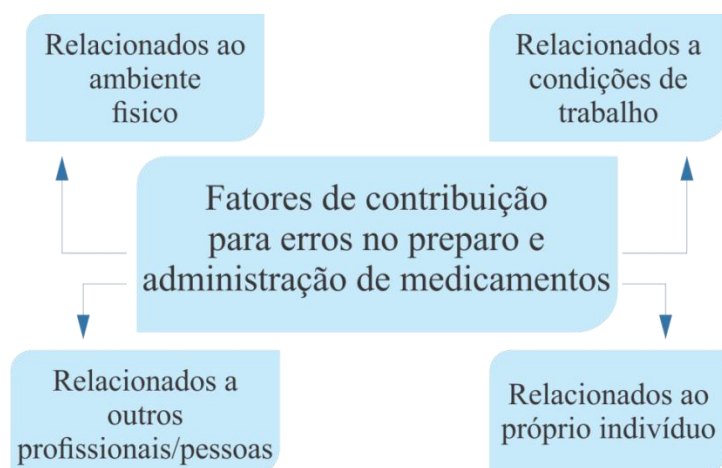 Relacionados ao
ambiente
fisico
Relacionados a
condições de
trabalho
Fatores de contribuição
para erros no preparo e
administração de medicamentos
Relacionados a
outros
profissionais/pessoas
Relacionados ao
próprio indivíduo